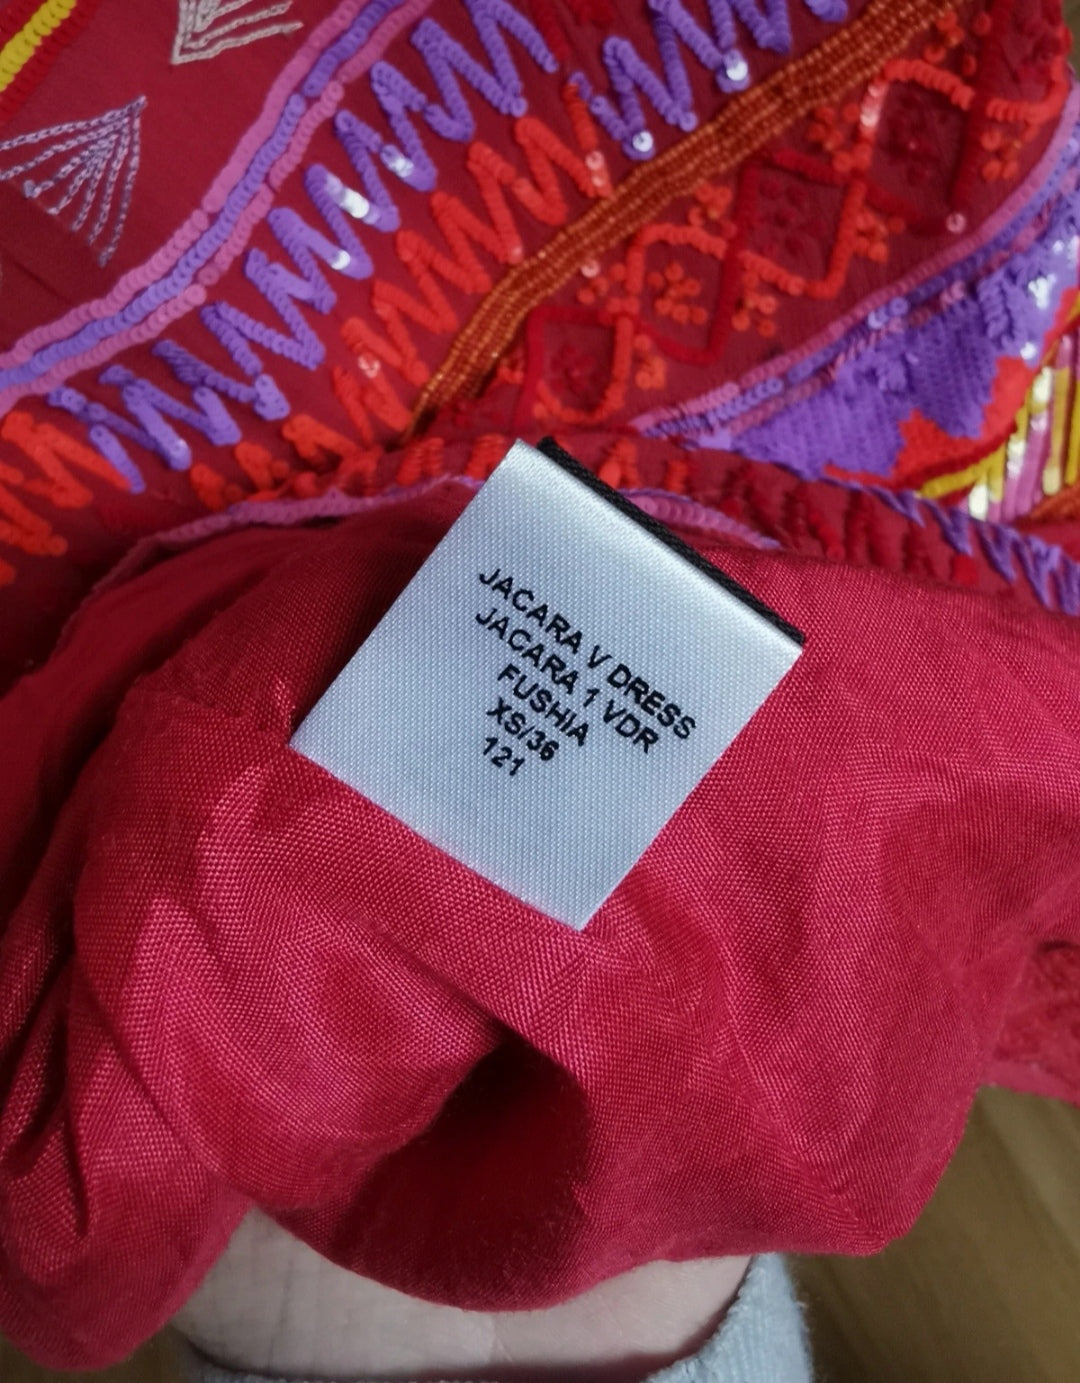 JACARA V DRESS
JACARA 1 VDR
FUSHIA
XS/36
121